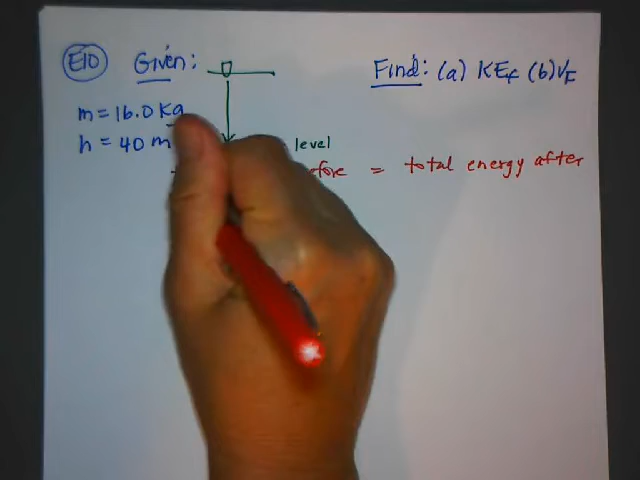 E10 Given: Find: (a) KEf (b) VF
m = 16.0 Kg
h = 40 m level
= total energy after